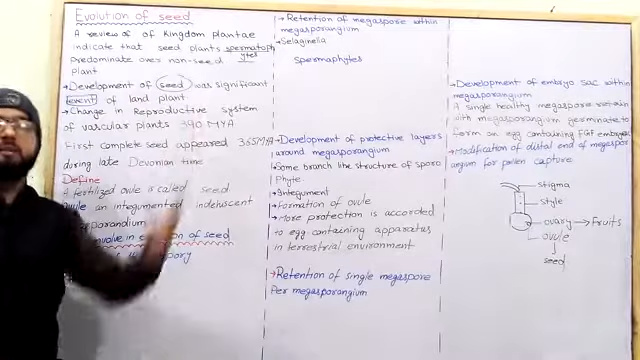 Evolution of seed
A review of of Kingdom plantae
indicate that seed plants spermatoph
ytes
Predominate over non-seed
plant
→Development of seed was significant
event of land plant
→Change in Reproductive system
of vascular plants 390 MYA
First complete seed appeared 365MYA
during late Devonian time
Define
A fertilized ovule is called seed
Ovule an integumented indehiscent
of seed
→Retention of megaspore within
megasporangium
→Selaginella
spermaphytes
→Development of protective layers
around megasporangium
→Some branch like structure of sporo
Phyte
→Integument
→Formation of ovule
→More protection is accorded
to egg containing apparatus
in terrestrial environment
→Retention of single megaspore
Per megasporangium
→Development of embryo sac within
megasporangium
A single healthy megaspore retain
with megasporangium germinate to
form an egg containing
→Modification of distal end of megaspor
angium for pollen capture
stigma
style
ovary → Fruits
ovule
seed